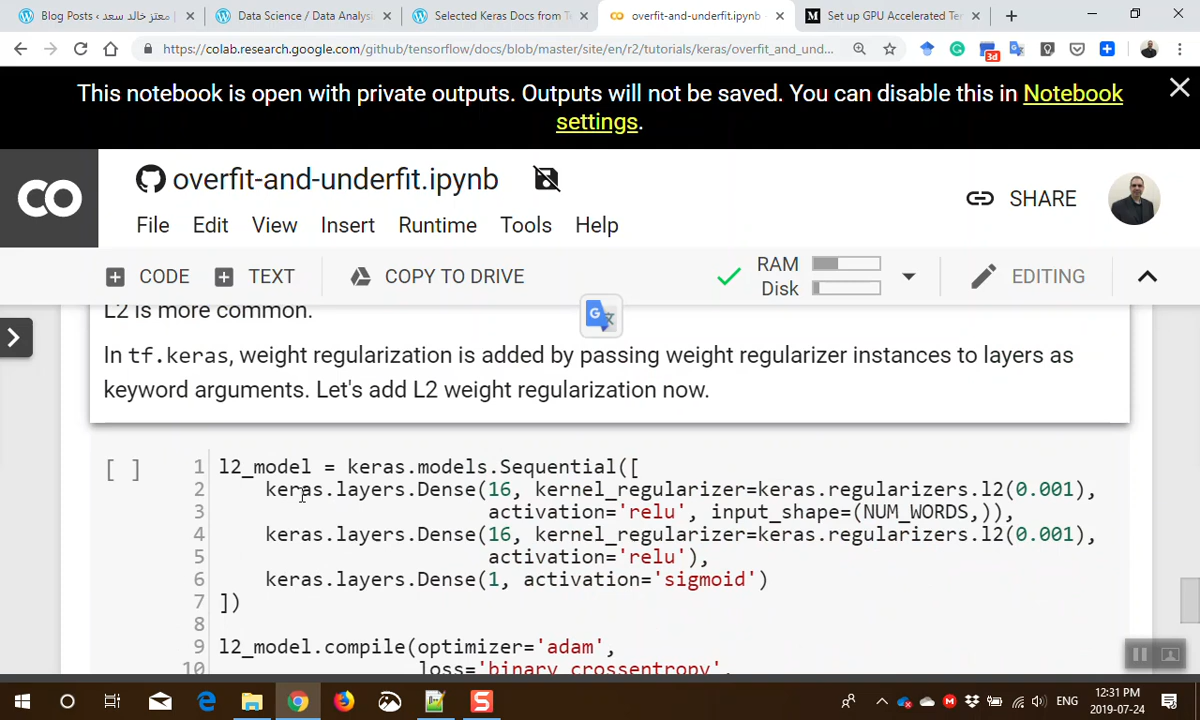 Blog Posts ‹ معتز خالد سعد
Data Science / Data Analysi
Selected Keras Docs from T
overfit-and-underfit.ipynb
Set up GPU Accelerated Te
https://colab.research.google.com/github/tensorflow/docs/blob/master/site/en/r2/tutorials/keras/overfit_and_und...
3d
This notebook is open with private outputs. Outputs will not be saved. You can disable this in Notebook
settings.
overfit-and-underfit.ipynb
SHARE
File Edit View Insert Runtime Tools Help
CODE TEXT COPY TO DRIVE
RAM
Disk
EDITING
L2 is more common.
In tf.keras, weight regularization is added by passing weight regularizer instances to layers as
keyword arguments. Let's add L2 weight regularization now.
[ ] 1 l2_model = keras.models.Sequential([
2 keras.layers.Dense(16, kernel_regularizer=keras.regularizers.l2(0.001),
3 activation='relu', input_shape=(NUM_WORDS,)),
4 keras.layers.Dense(16, kernel_regularizer=keras.regularizers.l2(0.001),
5 activation='relu'),
6 keras.layers.Dense(1, activation='sigmoid')
7 ])
8
9 l2_model.compile(optimizer='adam',
10 loss='binary_crossentropy',
ENG
12:31 PM
2019-07-24